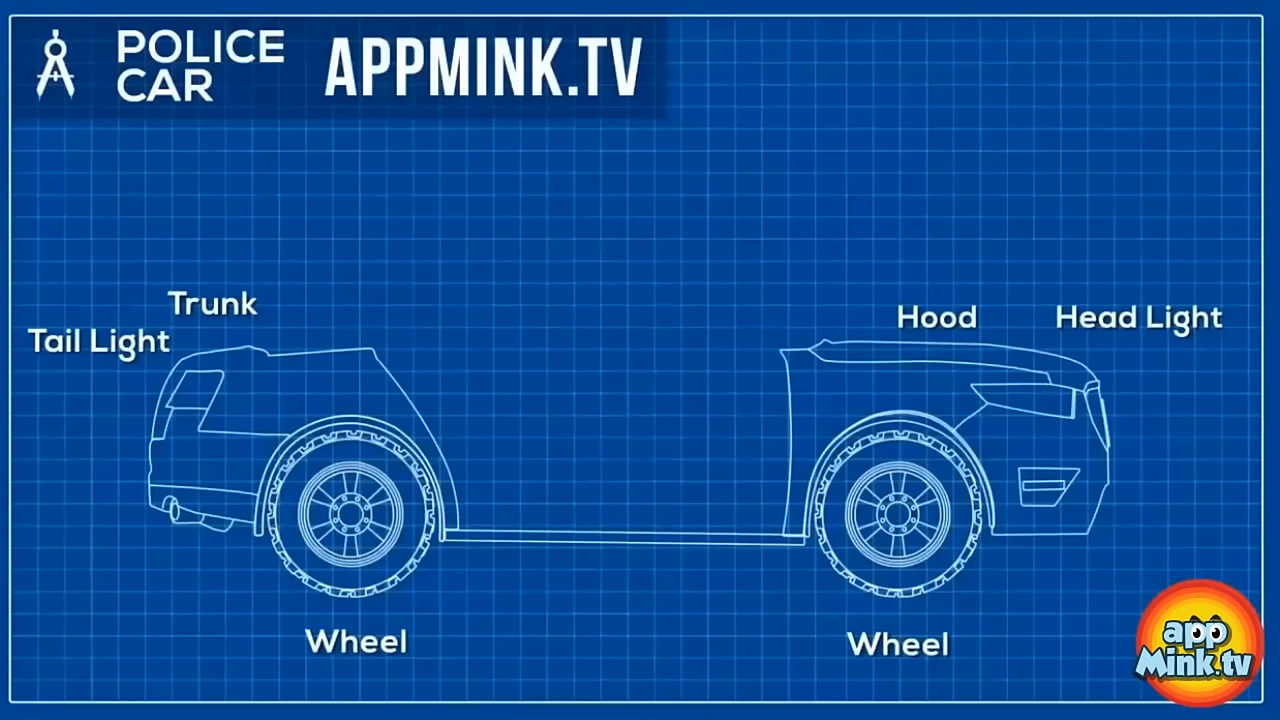 POLICE
CAR
APPMINK.TV
Trunk
Tail Light
Hood
Head Light
Wheel
Wheel
app
Mink.tv